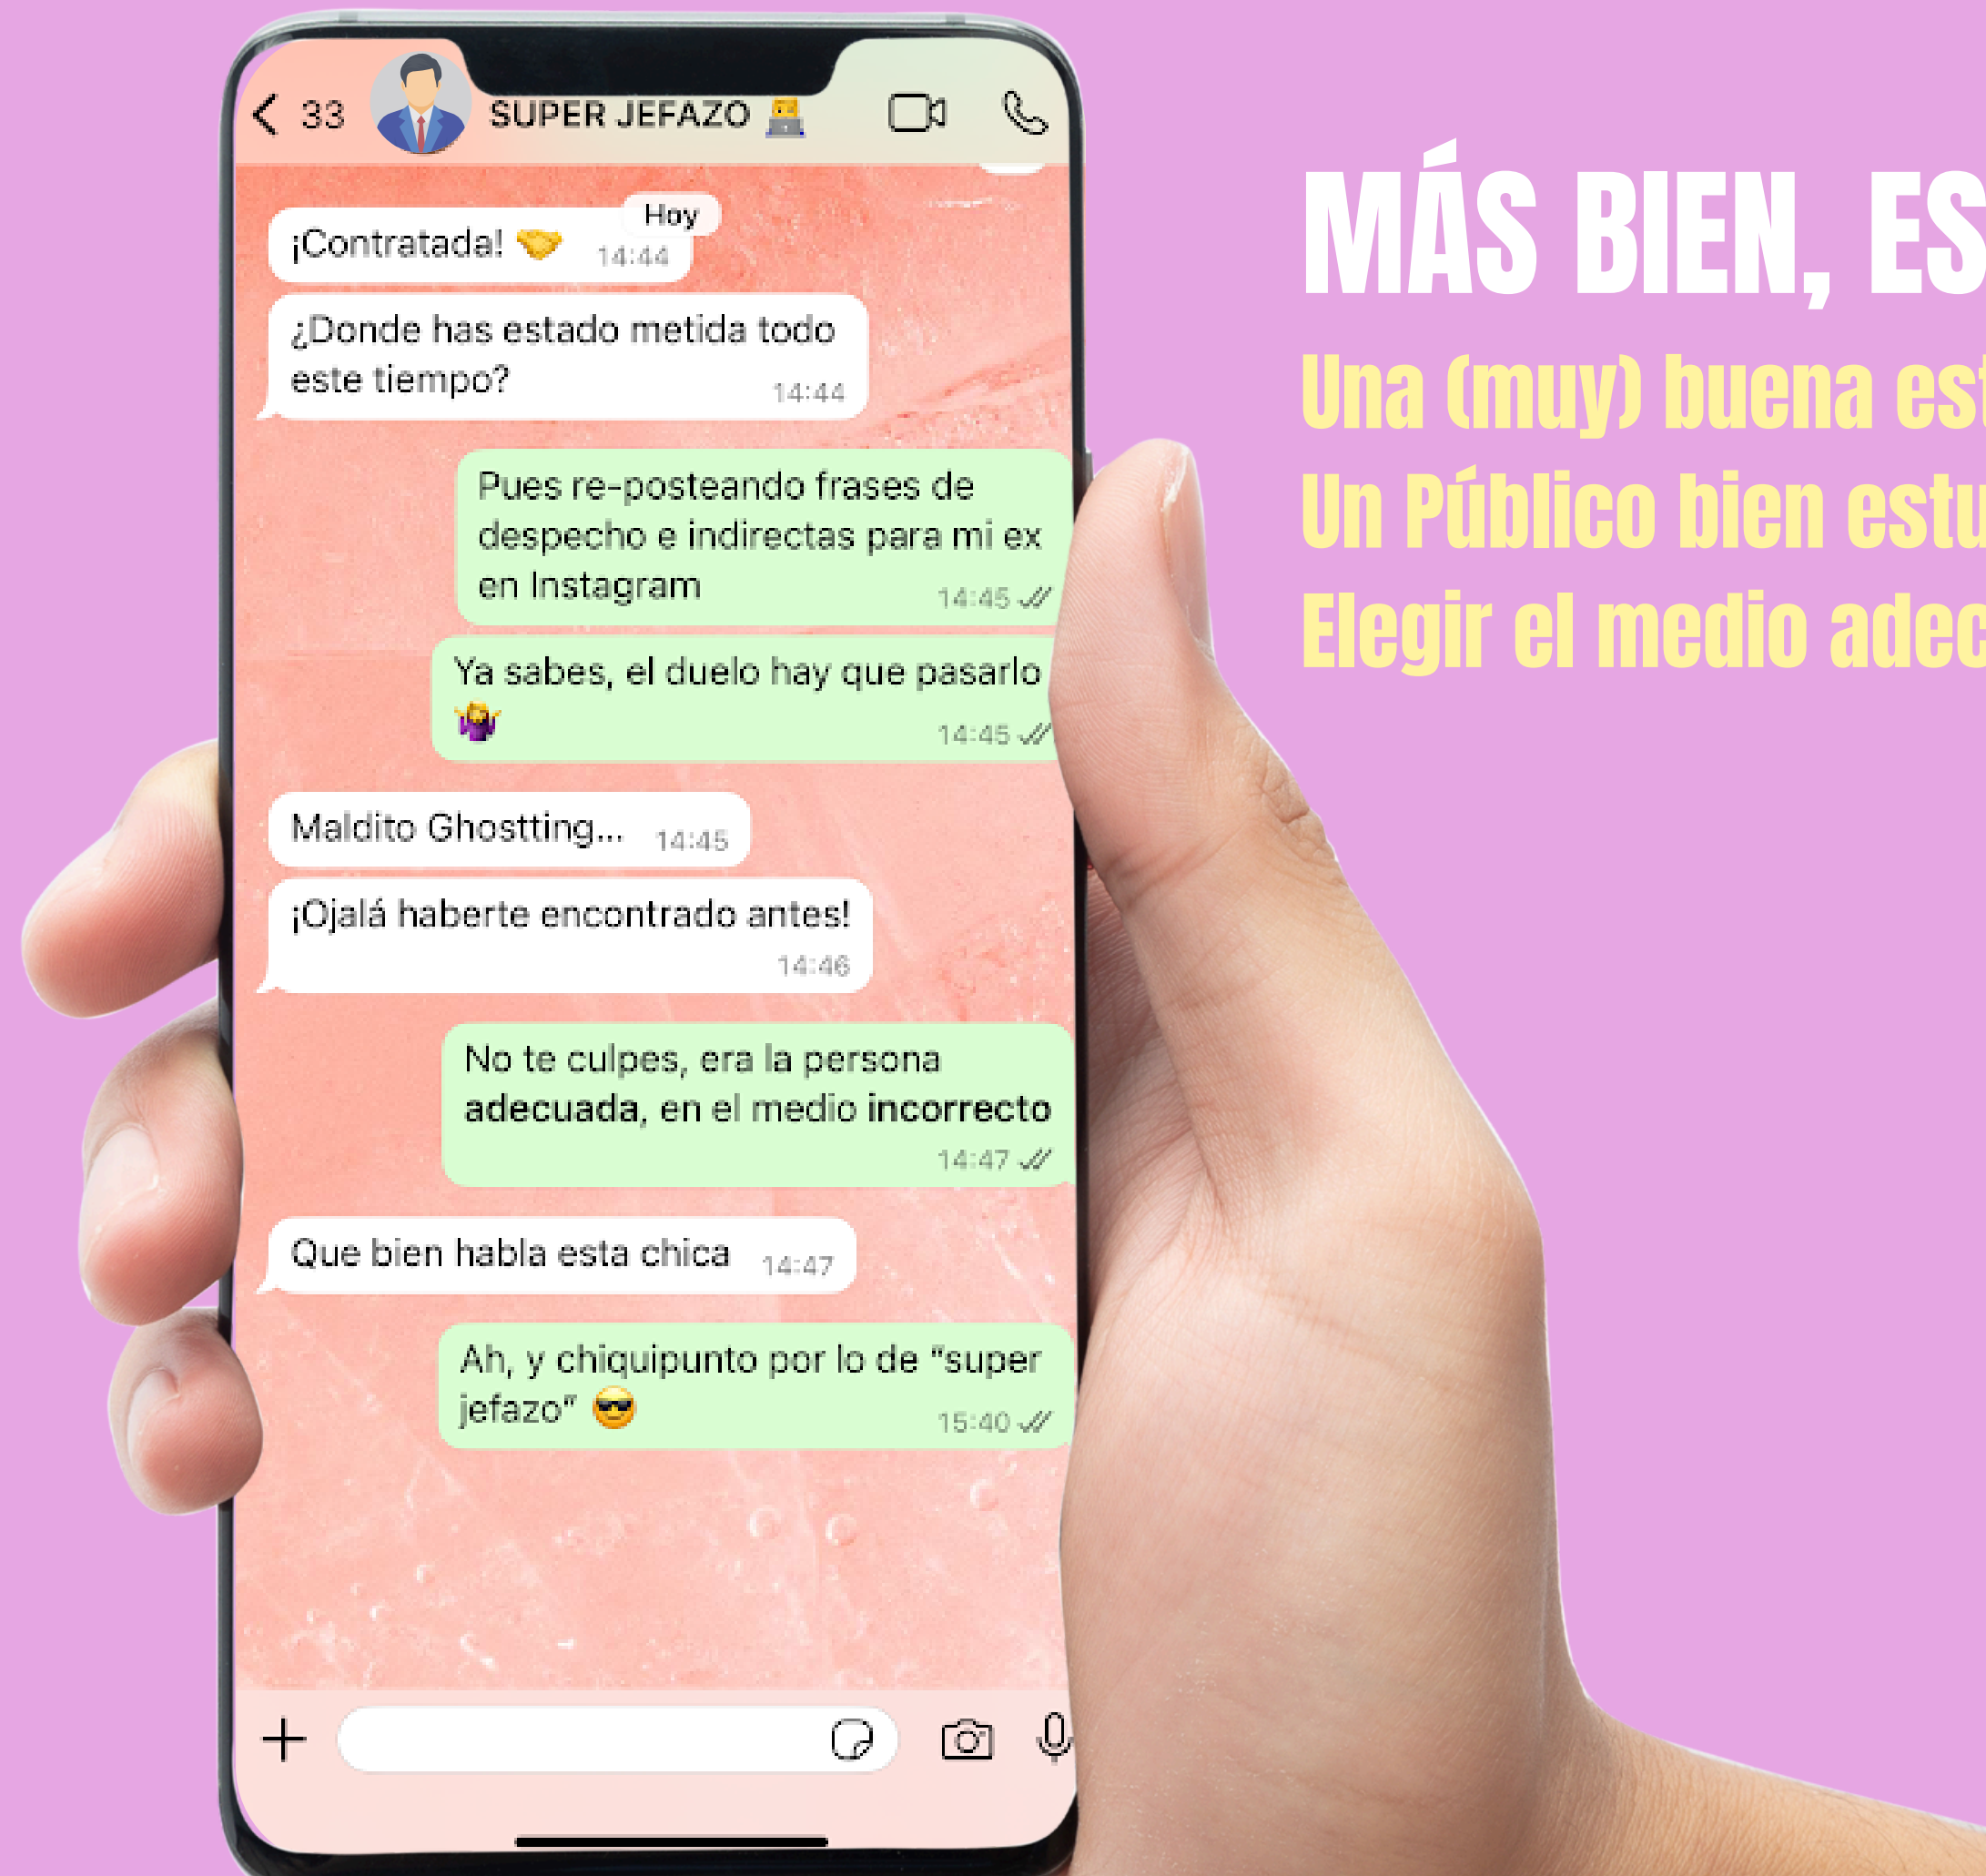 33
SUPER JEFAZO 🧑‍💻
Hoy
¡Contratada! 🤝 14:44
¿Donde has estado metida todo
este tiempo? 14:44
Pues re-posteando frases de
despecho e indirectas para mi ex
en Instagram 14:45
Ya sabes, el duelo hay que pasarlo
🤷‍♀️ 14:45
Maldito Ghostting... 14:45
¡Ojalá haberte encontrado antes!
14:46
No te culpes, era la persona
adecuada, en el medio incorrecto
14:47
Que bien habla esta chica 14:47
Ah, y chiquipunto por lo de "super
jefazo" 😎 15:40
MÁS BIEN, ES
Una (muy) buena
Un Público bien
Elegir el medio